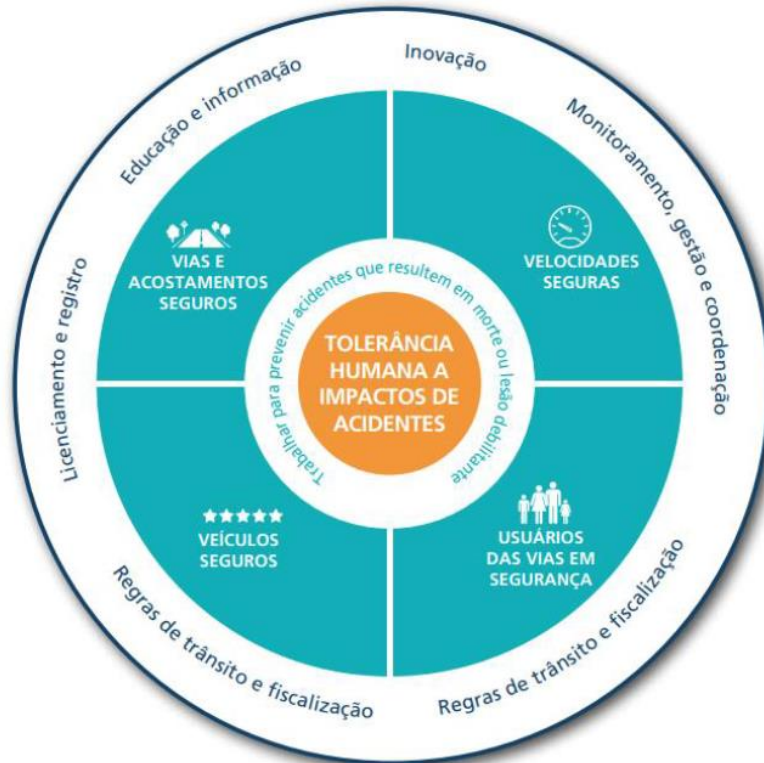 Inovação
Educação e informação
Monitoramento, gestão e coordenação
Licenciamento e registro
VIAS E
ACOSTAMENTOS
SEGUROS
VELOCIDADES
SEGURAS
Trabalhar para prevenir acidentes que resultem em morte ou lesão debilitante
TOLERÂNCIA
HUMANA A
IMPACTOS DE
ACIDENTES
VEÍCULOS
SEGUROS
USUÁRIOS
DAS VIAS EM
SEGURANÇA
Regras de trânsito e fiscalização
Regras de trânsito e fiscalização